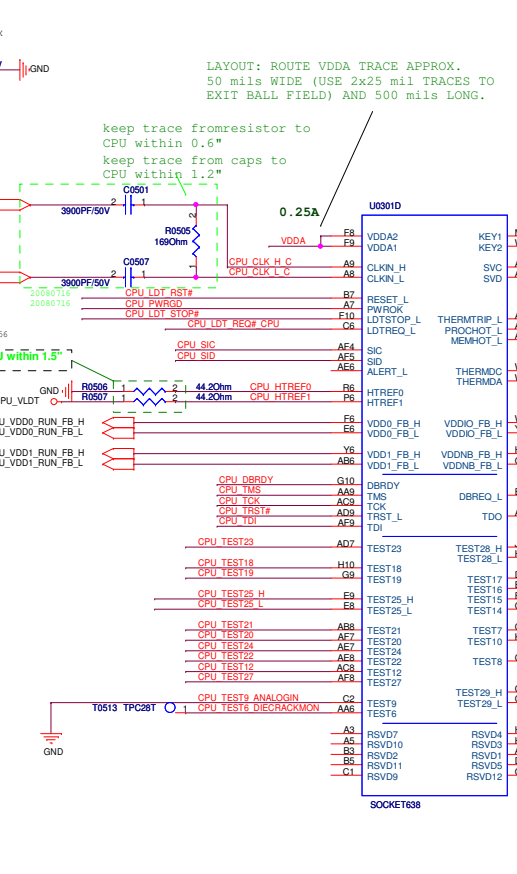 GND
LAYOUT: ROUTE VDDA TRACE APPROX.
50 mils WIDE (USE 2x25 mil TRACES TO
EXIT BALL FIELD) AND 500 mils LONG.
keep trace fromresistor to
CPU within 0.6"
keep trace from caps to
CPU within 1.2"
C0501
2 1
3900PF/50V
R0505
169Ohm
2
1
C0507
2 1
3900PF/50V
20080716
20080716
0.25A
U0301D
VDDA
F8 VDDA2 KEY1
F9 VDDA1 KEY2
CPU_CLK_H_C A9 CLKIN_H SVC
CPU_CLK_L_C A8 CLKIN_L SVD
CPU_LDT_RST# B7 RESET_L
CPU_PWRGD A7 PWROK
CPU_LDT_STOP# F10 LDTSTOP_L THERMTRIP_L
CPU_LDT_REQ#_CPU C6 LDTREQ_L PROCHOT_L
MEMHOT_L
CPU_SIC AF4 SIC
CPU_SID AF5 SID
AE6 ALERT_L THERMDC
THERMDA
U within 1.5"
GND R0506 1 2 44.2Ohm CPU_HTREF0 R6 HTREF0
PU_VLDT R0507 1 2 44.2Ohm CPU_HTREF1 P6 HTREF1
U_VDD0_RUN_FB_H F6 VDD0_FB_H VDDIO_FB_H
U_VDD0_RUN_FB_L E6 VDD0_FB_L VDDIO_FB_L
U_VDD1_RUN_FB_H Y6 VDD1_FB_H VDDNB_FB_H
U_VDD1_RUN_FB_L AB6 VDD1_FB_L VDDNB_FB_L
CPU_DBRDY G10 DBRDY
CPU_TMS AA9 TMS DBREQ_L
CPU_TCK AC9 TCK
CPU_TRST# AD9 TRST_L TDO
CPU_TDI AF9 TDI
CPU_TEST23 AD7 TEST23 TEST28_H
TEST28_L
CPU_TEST18 H10 TEST18
CPU_TEST19 G9 TEST19 TEST17
TEST16
CPU_TEST25_H E9 TEST25_H TEST15
CPU_TEST25_L E8 TEST25_L TEST14
CPU_TEST21 AB8 TEST21 TEST7
CPU_TEST20 AF7 TEST20 TEST10
CPU_TEST24 AE7 TEST24
CPU_TEST22 AE8 TEST22 TEST8
CPU_TEST12 AC8 TEST12
CPU_TEST27 AF8 TEST27
TEST29_H
CPU_TEST9_ANALOGIN C2 TEST9 TEST29_L
T0513 TPC28T 1 CPU_TEST6_DIECRACKMON AA6 TEST6
GND
A3 RSVD7 RSVD4
A5 RSVD10 RSVD3
B3 RSVD2 RSVD1
B5 RSVD11 RSVD5
C1 RSVD9 RSVD12
SOCKET638